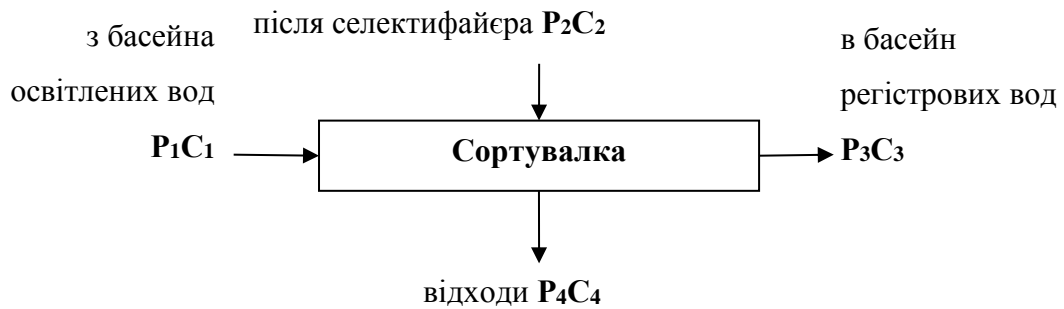 після селектифайєра P₂C₂
з басейна
освітлених вод
P₁C₁
в басейн
регістрових вод
P₃C₃
Сортувалка
відходи P₄C₄